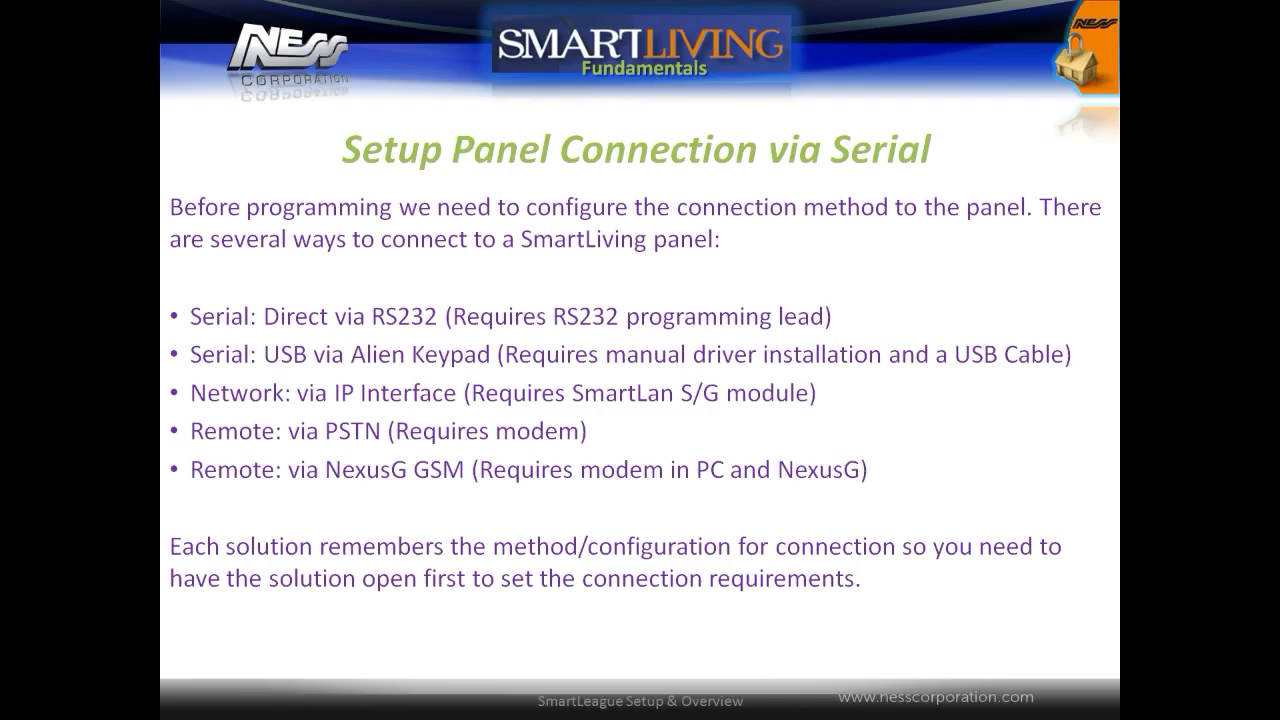 NESS
CORPORATION
SMARTLIVING
Fundamentals
NESS
Setup Panel Connection via Serial
Before programming we need to configure the connection method to the panel. There
are several ways to connect to a SmartLiving panel:
• Serial: Direct via RS232 (Requires RS232 programming lead)
• Serial: USB via Alien Keypad (Requires manual driver installation and a USB Cable)
• Network: via IP Interface (Requires SmartLan S/G module)
• Remote: via PSTN (Requires modem)
• Remote: via NexusG GSM (Requires modem in PC and NexusG)
Each solution remembers the method/configuration for connection so you need to
have the solution open first to set the connection requirements.
SmartLeague Setup & Overview
www.nesscorporation.com